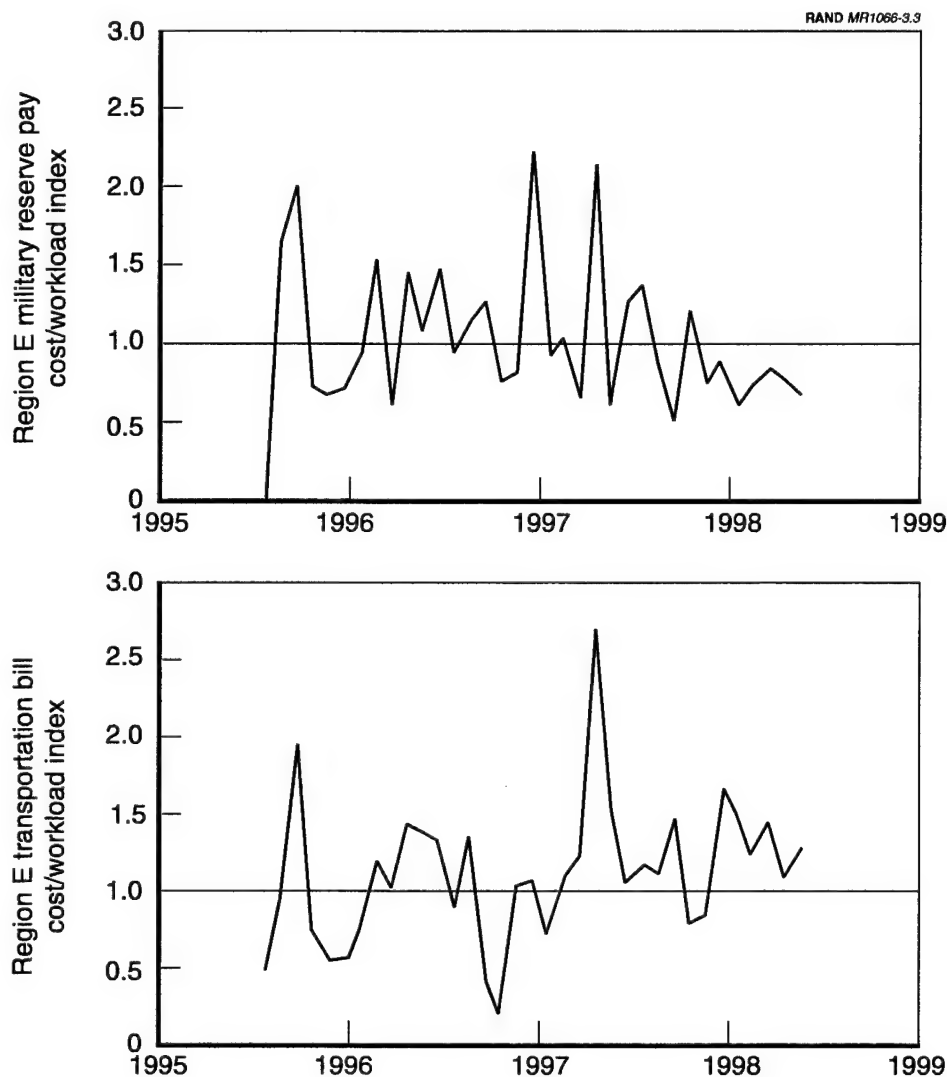 RAND MR1066-3.3
Region E military reserve pay
cost/workload index
3.0
2.5
2.0
1.5
1.0
0.5
0
1995 1996 1997 1998 1999
Region E transportation bill
cost/workload index
3.0
2.5
2.0
1.5
1.0
0.5
0
1995 1996 1997 1998 1999